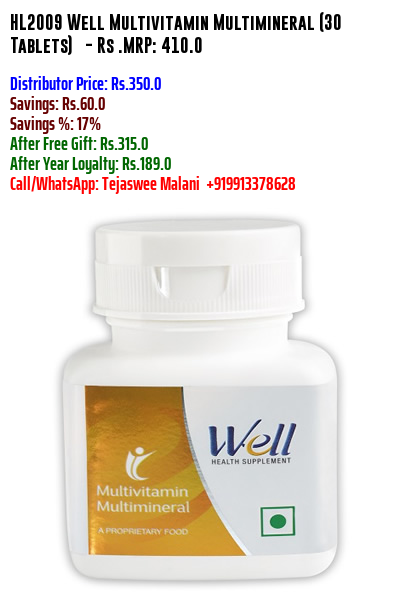 HL2009 Well Multivitamin Multimineral (30
Tablets) - Rs .MRP: 410.0
Distributor Price: Rs.350.0
Savings: Rs.60.0
Savings %: 17%
After Free Gift: Rs.315.0
After Year Loyalty: Rs.189.0
Call/WhatsApp: Tejaswee Malani +919913378628
Well
HEALTH SUPPLEMENT
Multivitamin
Multimineral
A PROPRIETARY FOOD